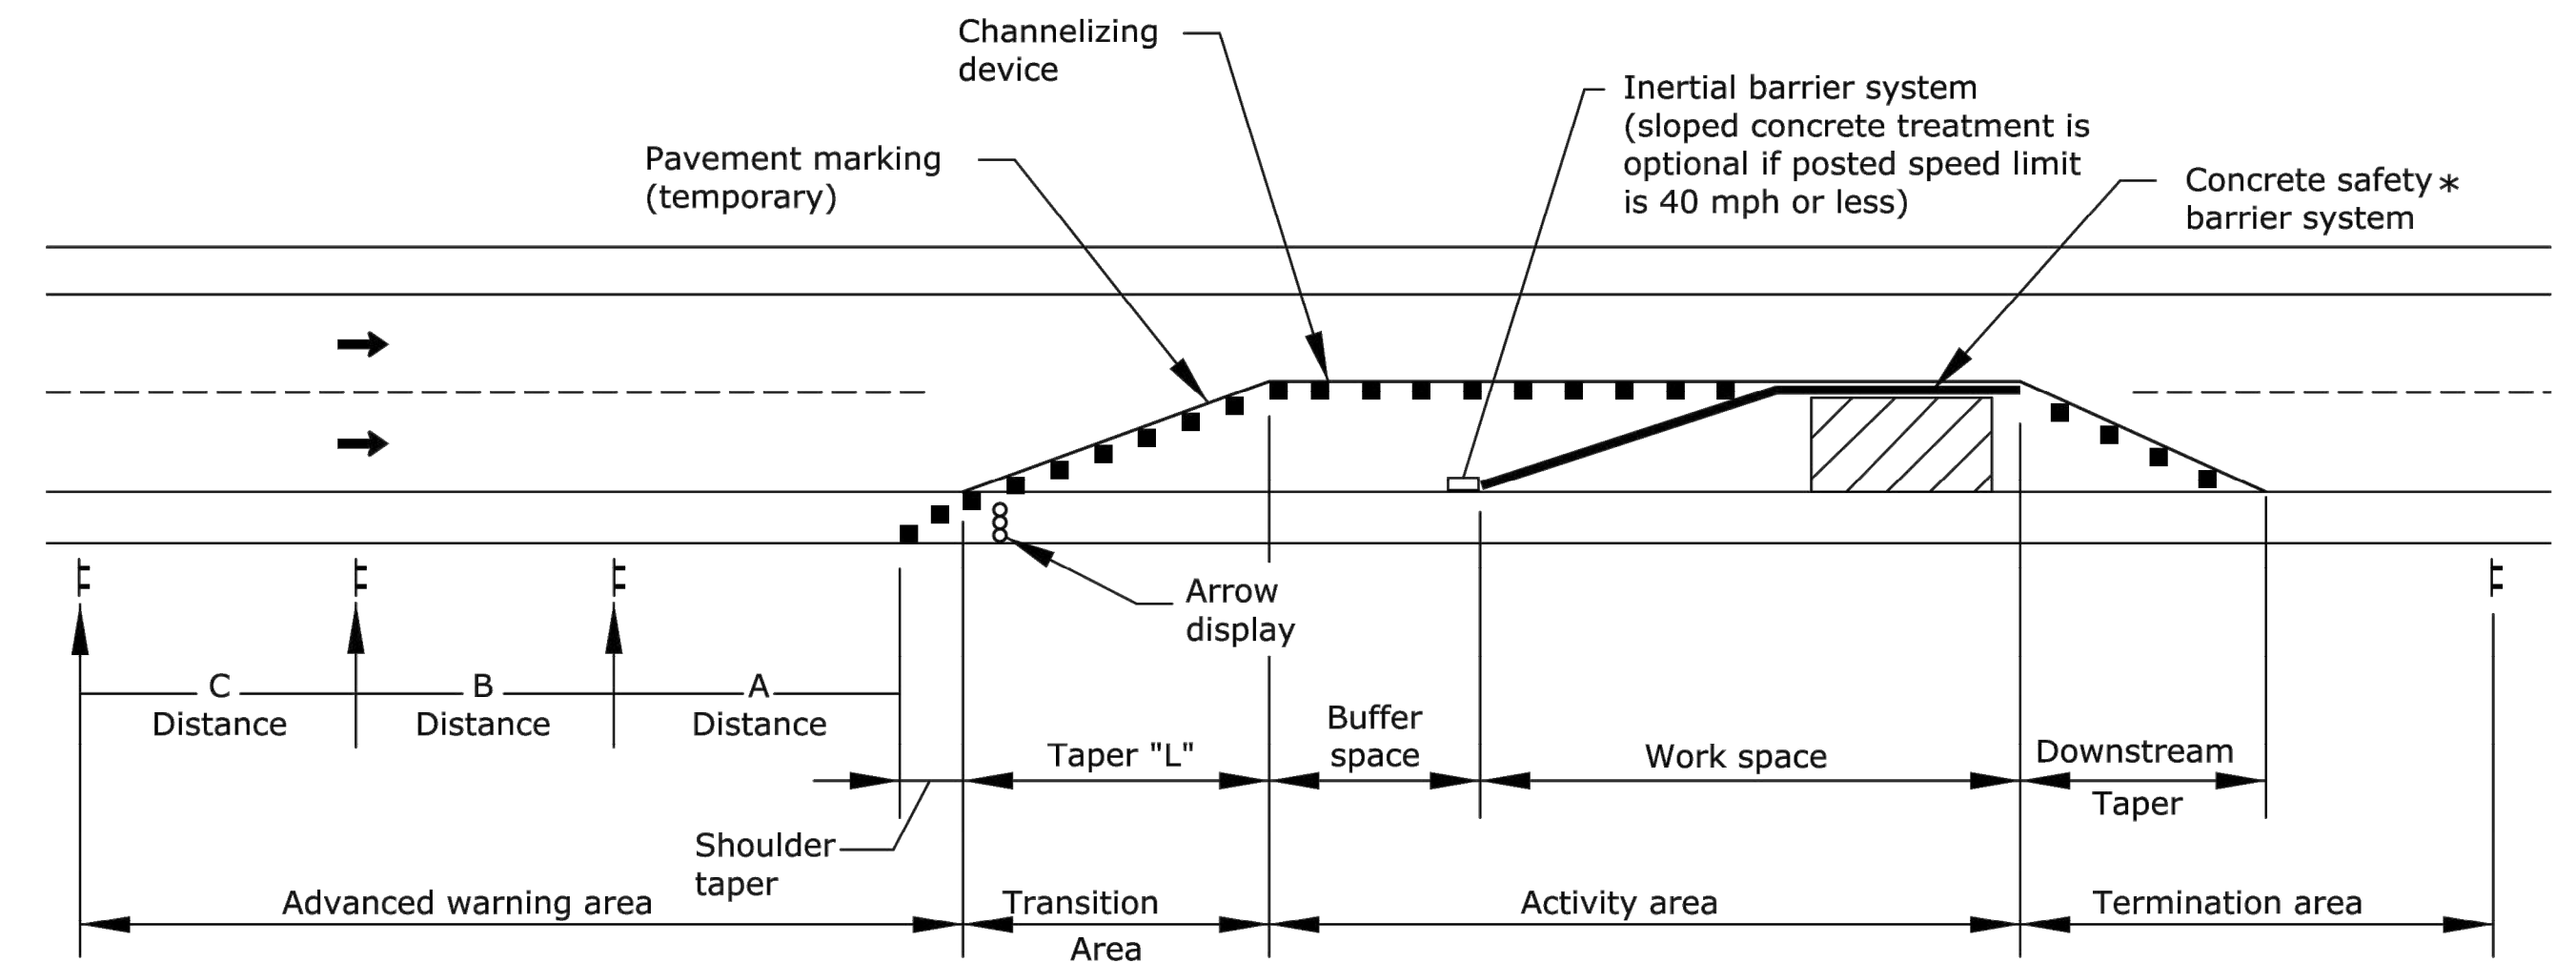 Channelizing
device
Inertial barrier system
(sloped concrete treatment is
optional if posted speed limit
is 40 mph or less)
Pavement marking
(temporary)
Concrete safety*
barrier system
Arrow
display
C
Distance
B
Distance
A
Distance
Shoulder
taper
Taper "L"
Buffer
space
Work space
Downstream
Taper
Advanced warning area
Transition
Area
Activity area
Termination area